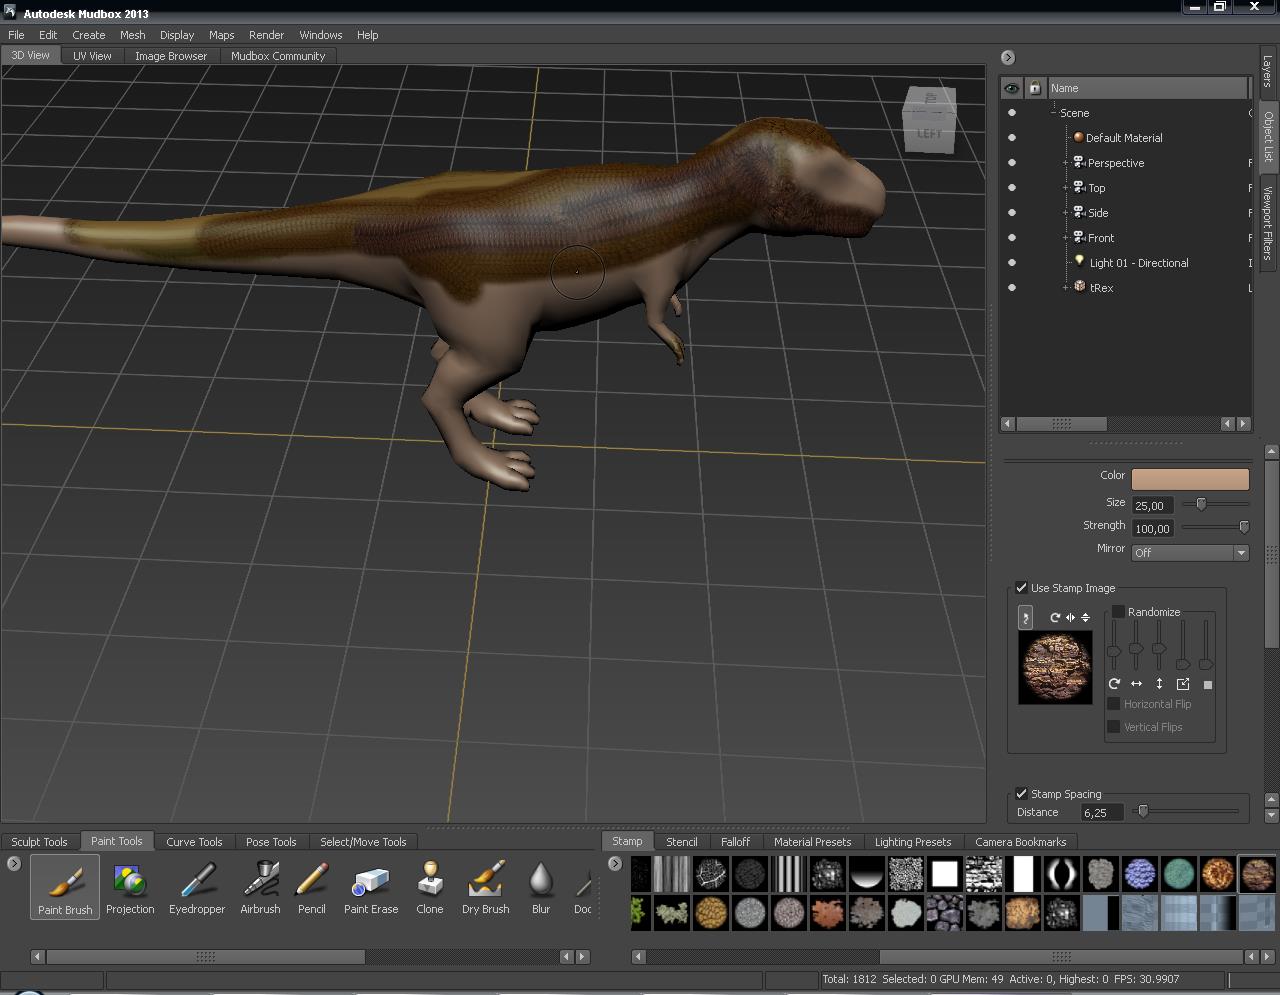 Autodesk Mudbox 2013
File Edit Create Mesh Display Maps Render Windows Help
3D View UV View Image Browser Mudbox Community
TOP
LEFT
Name
Scene
Default Material
Perspective
Top
Side
Front
Light 01 - Directional
tRex
Layers
Object List
Viewport Filters
Color
Size 25,00
Strength 100,00
Mirror Off
Use Stamp Image
Randomize
Horizontal Flip
Vertical Flips
Stamp Spacing
Distance 6,25
Sculpt Tools Paint Tools Curve Tools Pose Tools Select/Move Tools
Stamp Stencil Falloff Material Presets Lighting Presets Camera Bookmarks
Paint Brush Projection Eyedropper Airbrush Pencil Paint Erase Clone Dry Brush Blur
Total: 1812 Selected: 0 GPU Mem: 49 Active: 0, Highest: 0 FPS: 30.9907